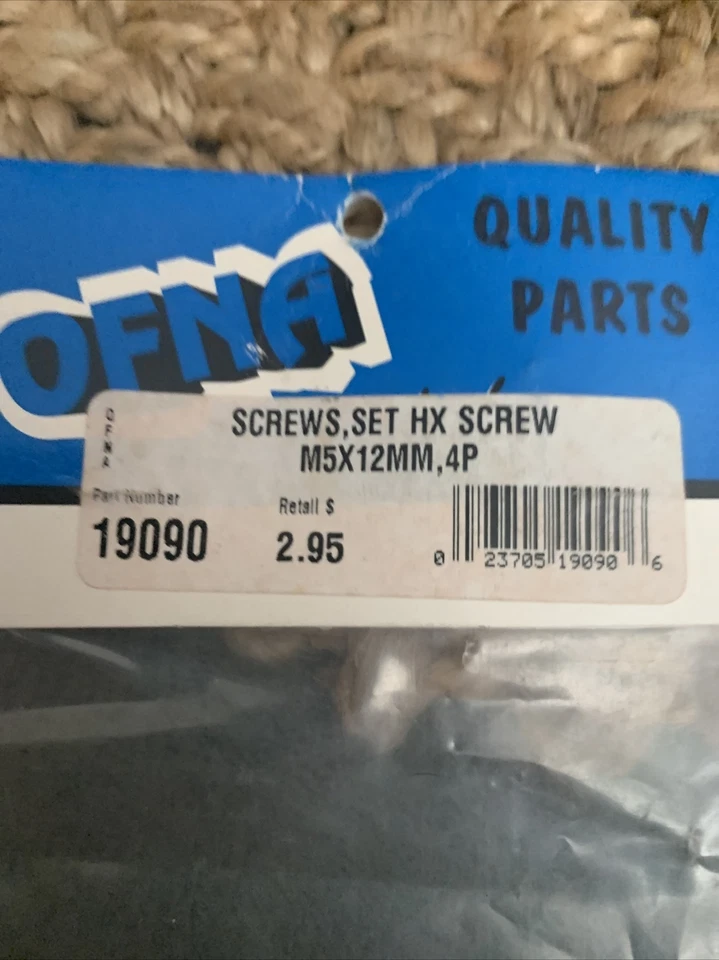 QUALITY
PARTS
OFNA
OFNA
SCREWS,SET HX SCREW
M5X12MM,4P
Part Number
Retail $
19090
2.95
0 23705 19090 6